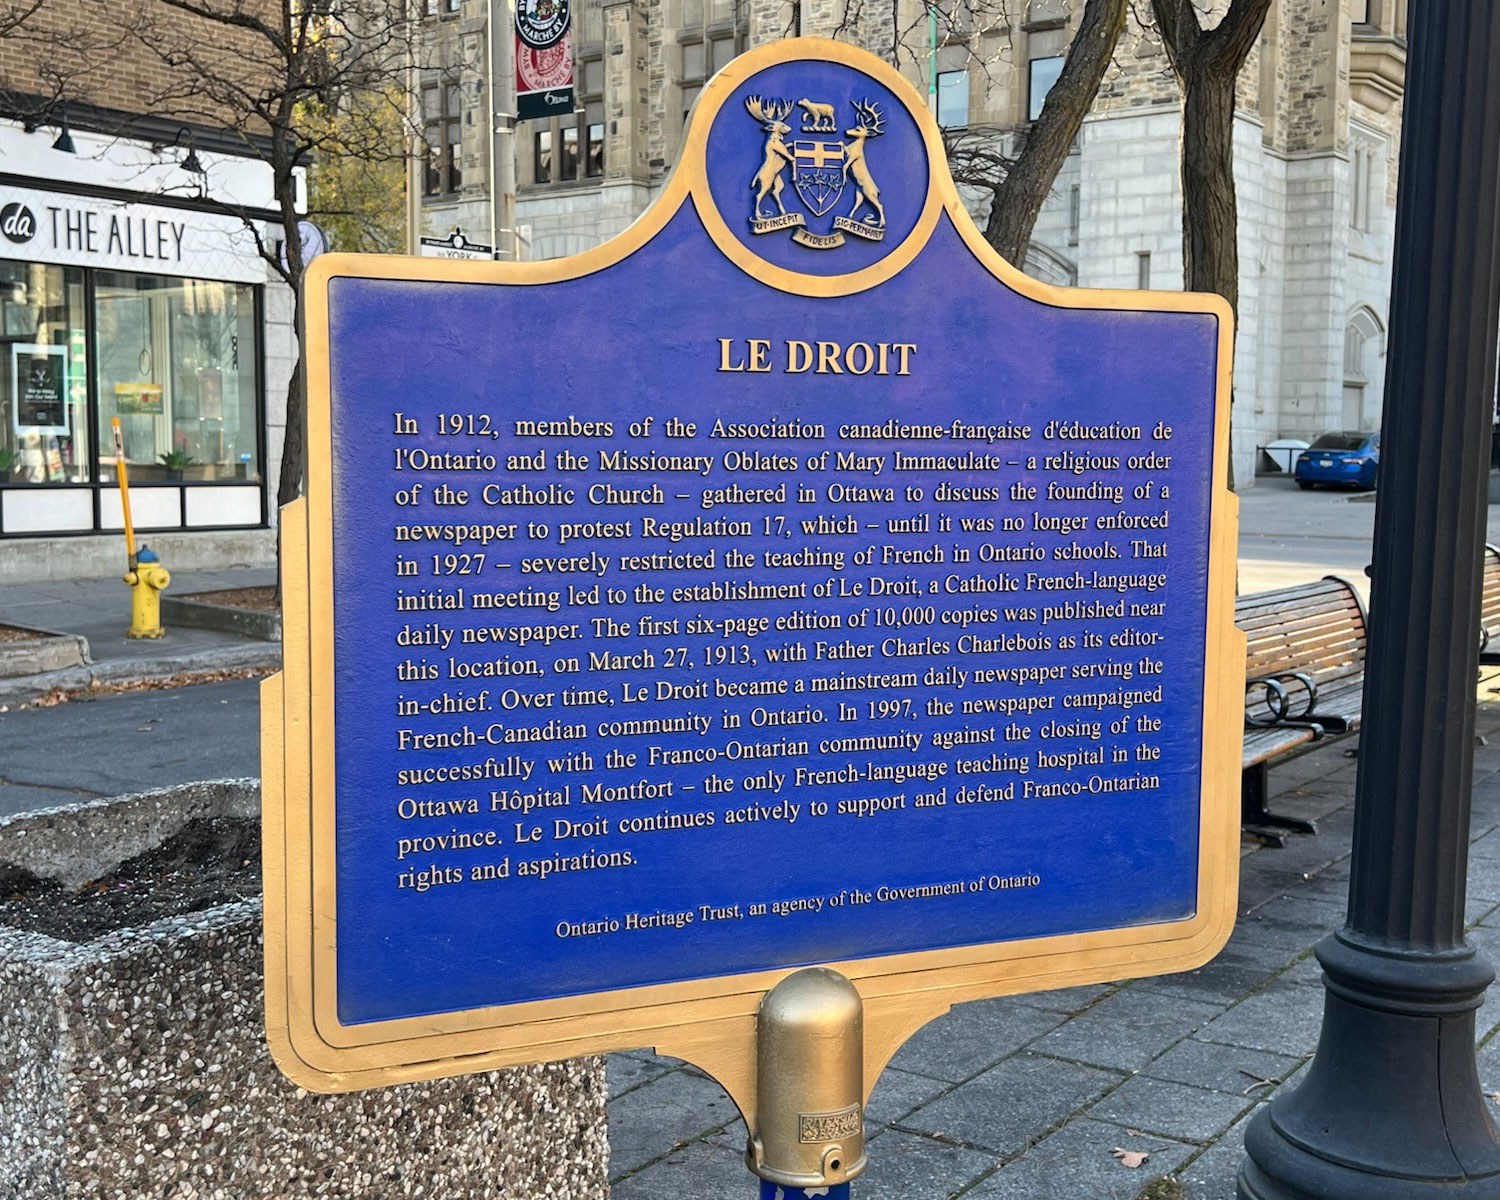 BY
MARCHÉ BY
MARCHÉ BY
Ottawa
da.
THE ALLEY
YORK
UT INCEPIT
FIDELIS
SIC PERMANET
LE DROIT
In 1912, members of the Association canadienne-française d'éducation de
l'Ontario and the Missionary Oblates of Mary Immaculate – a religious order
of the Catholic Church – gathered in Ottawa to discuss the founding of a
newspaper to protest Regulation 17, which – until it was no longer enforced
in 1927 – severely restricted the teaching of French in Ontario schools. That
initial meeting led to the establishment of Le Droit, a Catholic French-language
daily newspaper. The first six-page edition of 10,000 copies was published near
this location, on March 27, 1913, with Father Charles Charlebois as its editor-
in-chief. Over time, Le Droit became a mainstream daily newspaper serving the
French-Canadian community in Ontario. In 1997, the newspaper campaigned
successfully with the Franco-Ontarian community against the closing of the
Ottawa Hôpital Montfort – the only French-language teaching hospital in the
province. Le Droit continues actively to support and defend Franco-Ontarian
rights and aspirations.
Ontario Heritage Trust, an agency of the Government of Ontario